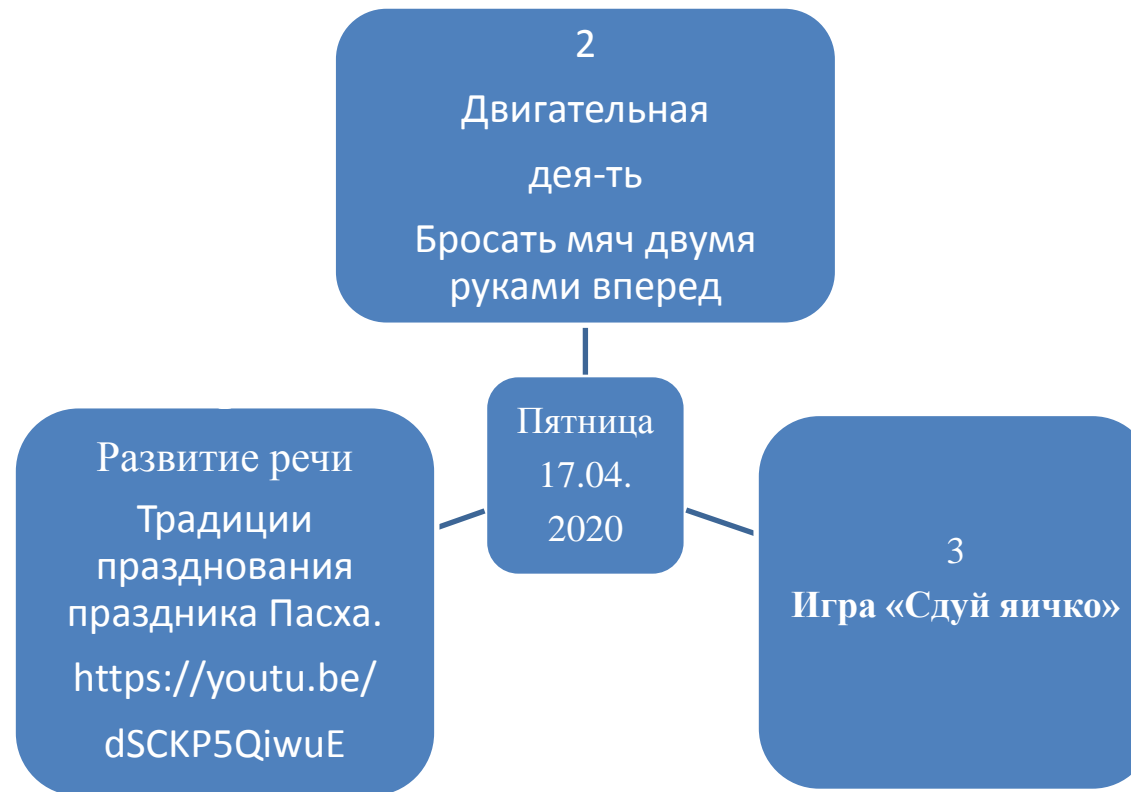 2
Двигательная
дея-ть
Бросать мяч двумя
руками вперед
Пятница
17.04.
2020
Развитие речи
Традиции
празднования
праздника Пасха.
https://youtu.be/
dSCKP5QiwuE
3
Игра «Сдуй яичко»